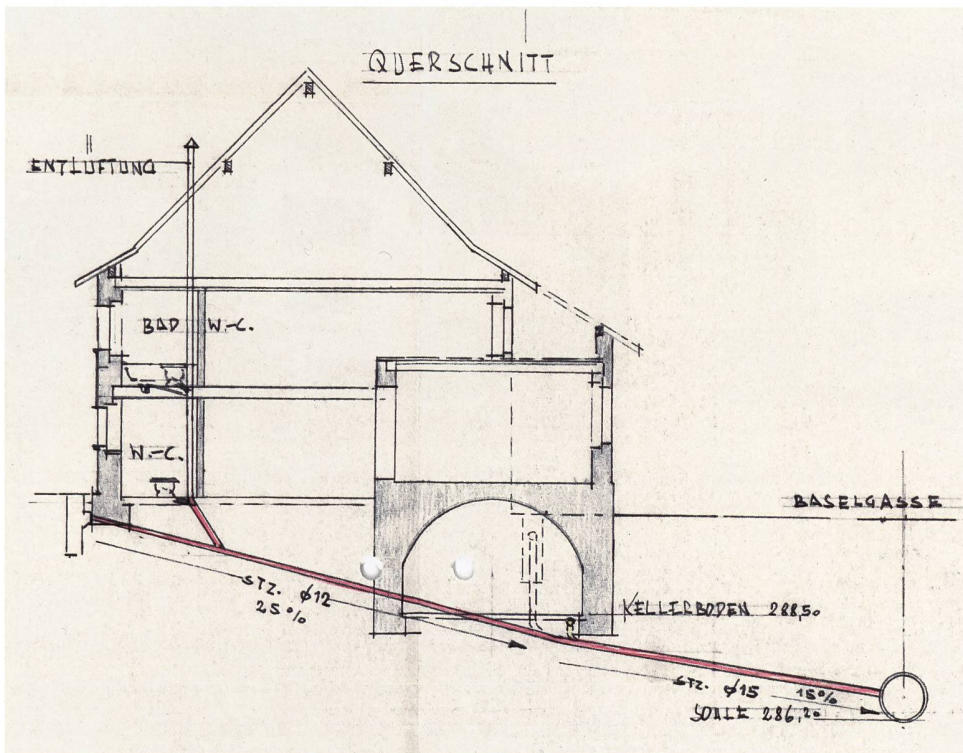 QUERSCHNITT
ENTLÜFTUNG
BAD W.-C.
W.-C.
BASELGASSE
STZ. ø12
25%
KELLERBODEN 288,50
STZ. ø15 15%
SOHLE 286,20